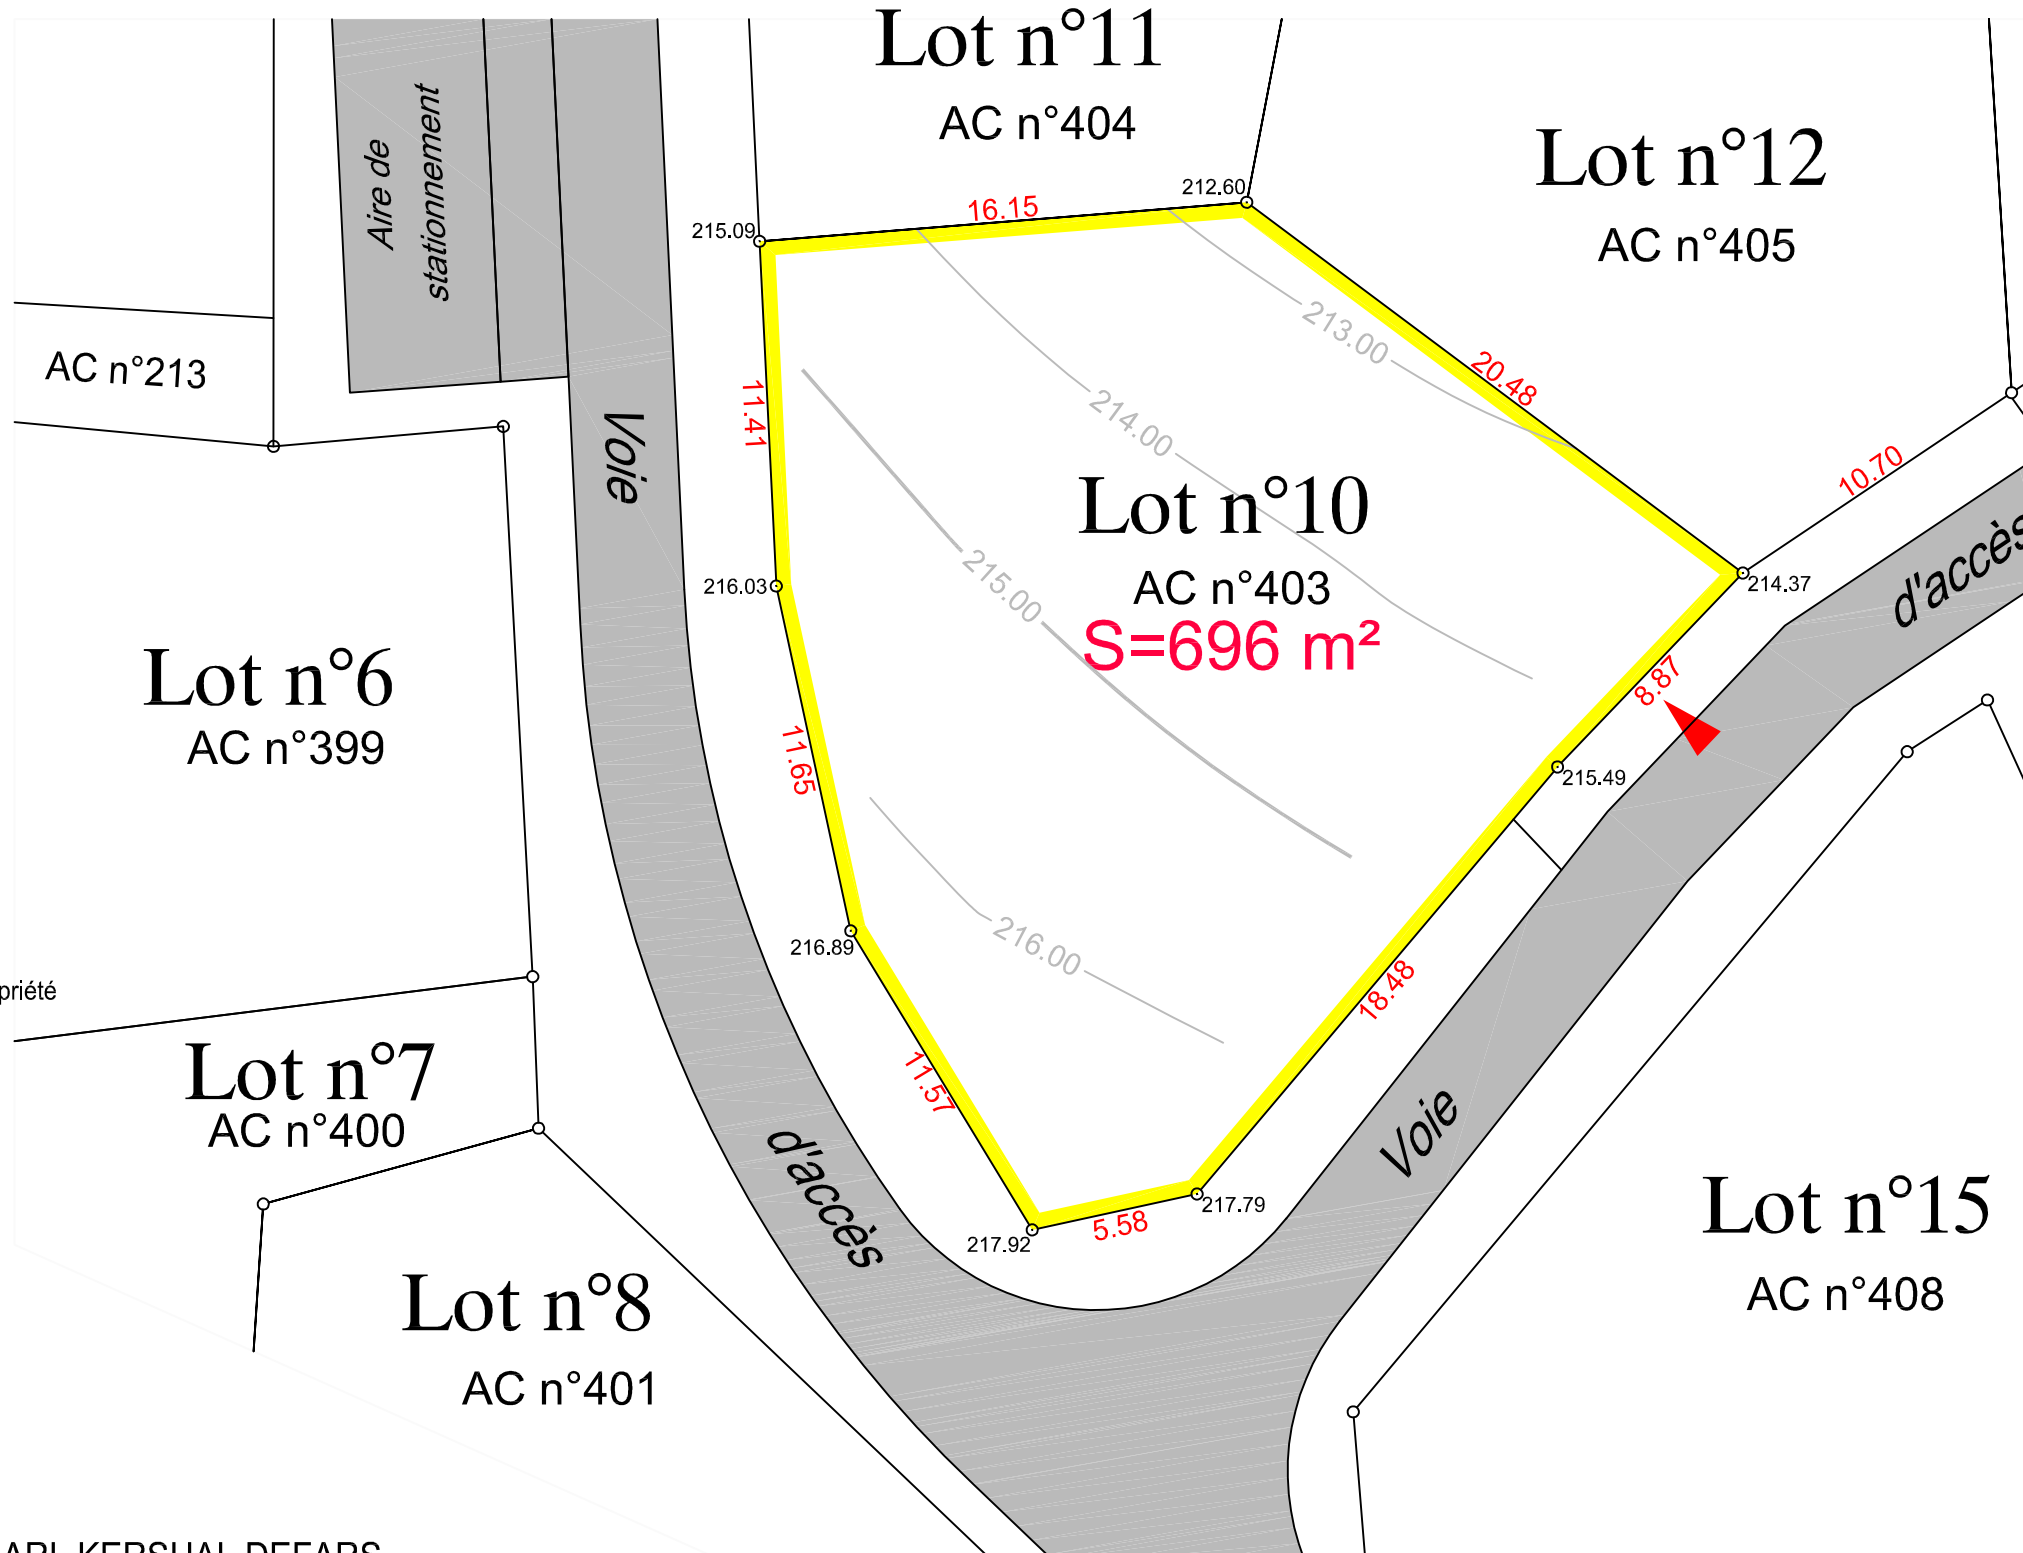 Lot n°11
AC n°404
Lot n°12
AC n°405
Aire de
stationnement
212.60
16.15
215.09
213.00
20.48
AC n°213
11.41
214.00
Voie
10.70
Lot n°10
AC n°403
S=696 m²
215.00
216.03
214.37
d'accès
8.87
Lot n°6
AC n°399
11.65
215.49
216.89
216.00
18.48
priété
Lot n°7
AC n°400
11.57
d'accès
Voie
217.79
5.58
217.92
Lot n°15
AC n°408
Lot n°8
AC n°401
ARL KERSUAL DEFARS